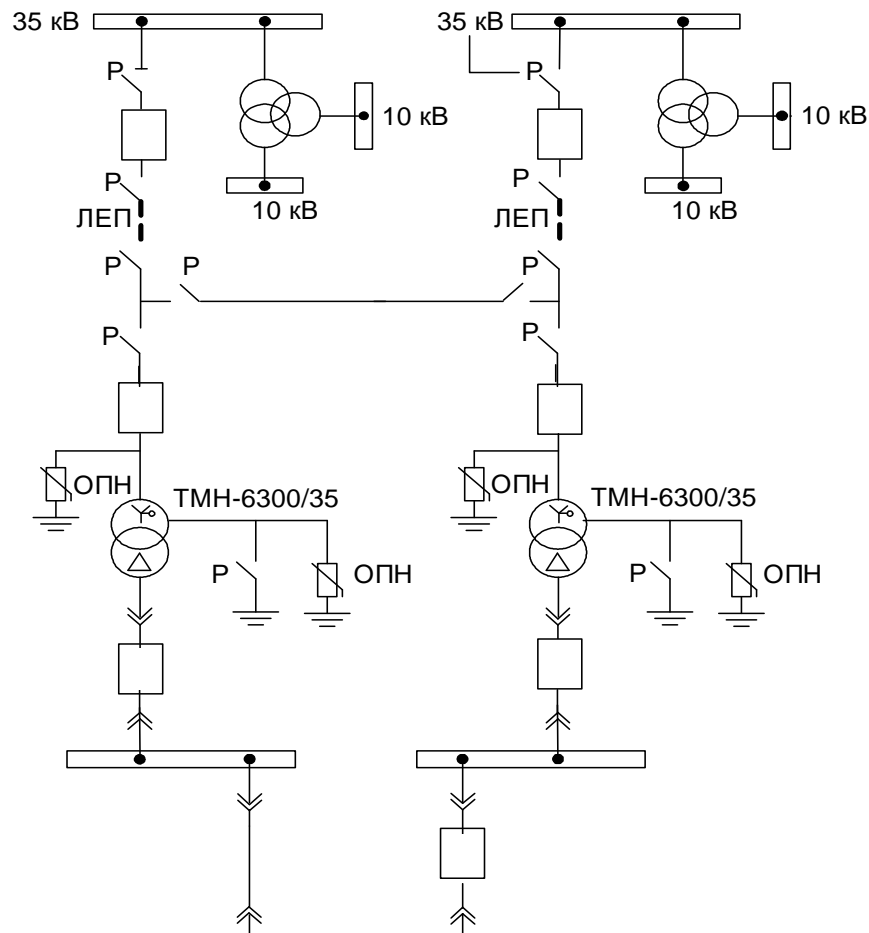 35 кВ
35 кВ
Р
Р
10 кВ
10 кВ
Р
Р
10 кВ
10 кВ
ЛЕП
ЛЕП
Р
Р
Р
Р
Р
Р
ОПН
ТМН-6300/35
ОПН
ТМН-6300/35
Р
ОПН
Р
ОПН